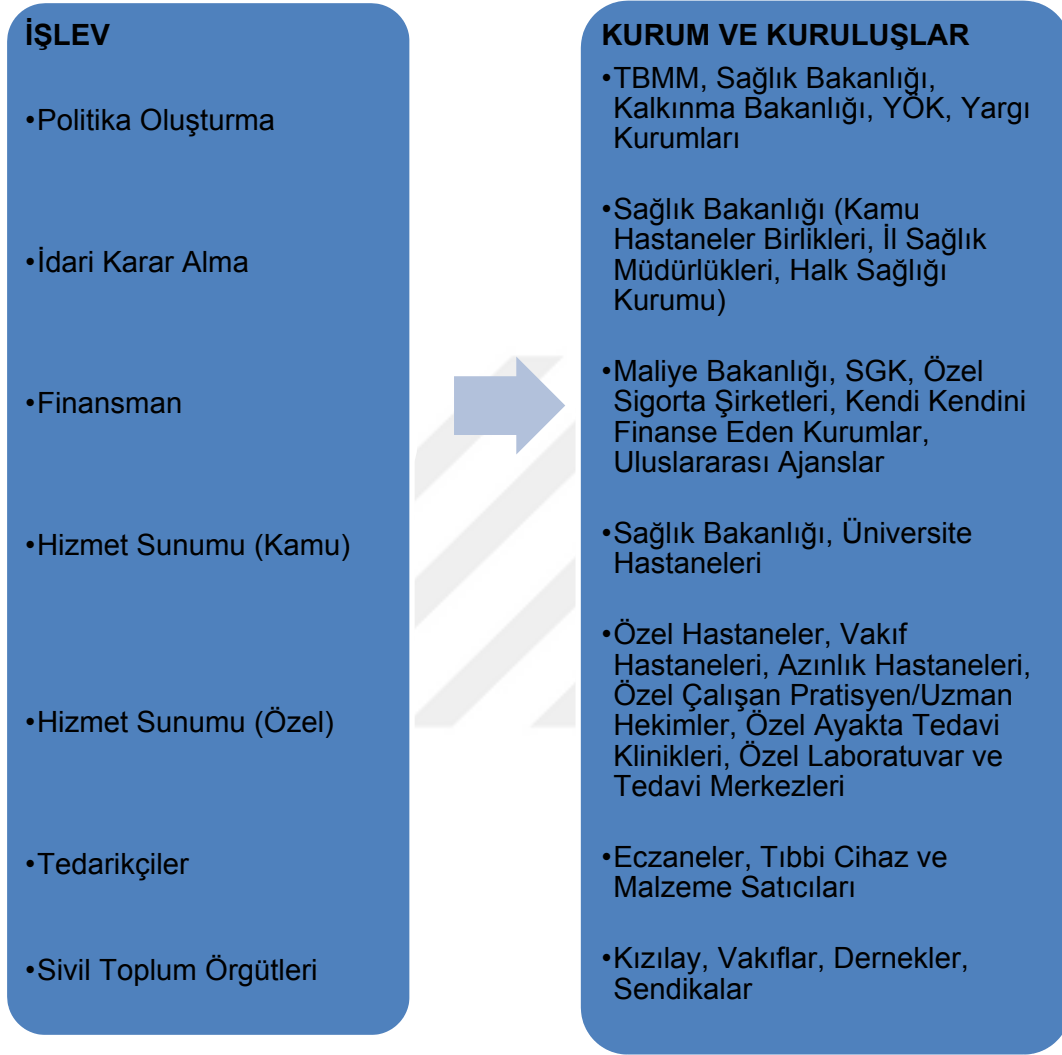 İŞLEV
•Politika Oluşturma
•İdari Karar Alma
•Finansman
•Hizmet Sunumu (Kamu)
•Hizmet Sunumu (Özel)
•Tedarikçiler
•Sivil Toplum Örgütleri
KURUM VE KURULUŞLAR
•TBMM, Sağlık Bakanlığı,
Kalkınma Bakanlığı, YÖK, Yargı
Kurumları
•Sağlık Bakanlığı (Kamu
Hastaneler Birlikleri, İl Sağlık
Müdürlükleri, Halk Sağlığı
Kurumu)
•Maliye Bakanlığı, SGK, Özel
Sigorta Şirketleri, Kendi Kendini
Finanse Eden Kurumlar,
Uluslararası Ajanslar
•Sağlık Bakanlığı, Üniversite
Hastaneleri
•Özel Hastaneler, Vakıf
Hastaneleri, Azınlık Hastaneleri,
Özel Çalışan Pratisyen/Uzman
Hekimler, Özel Ayakta Tedavi
Klinikleri, Özel Laboratuvar ve
Tedavi Merkezleri
•Eczaneler, Tıbbi Cihaz ve
Malzeme Satıcıları
•Kızılay, Vakıflar, Dernekler,
Sendikalar